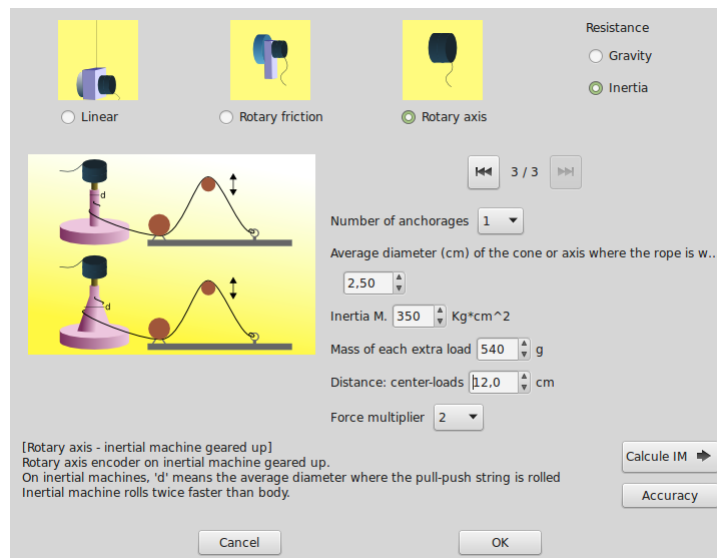 Resistance
Gravity
Inertia
Linear
Rotary friction
Rotary axis
3 / 3
d
d
Number of anchorages 1
Average diameter (cm) of the cone or axis where the rope is w...
2,50
Inertia M. 350 Kg*cm^2
Mass of each extra load 540 g
Distance: center-loads 12,0 cm
Force multiplier 2
[Rotary axis - inertial machine geared up]
Rotary axis encoder on inertial machine geared up.
On inertial machines, 'd' means the average diameter where the pull-push string is rolled
Inertial machine rolls twice faster than body.
Calcule IM
Accuracy
Cancel
OK